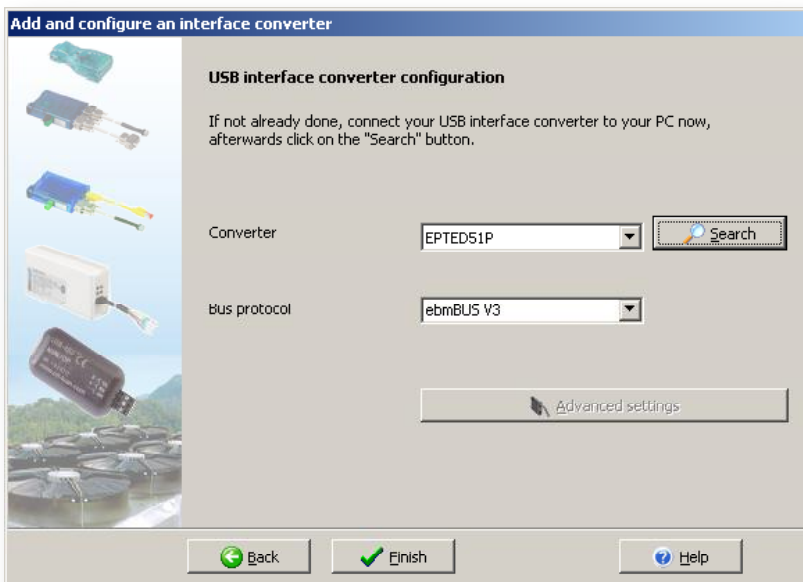 Add and configure an interface converter
USB interface converter configuration
If not already done, connect your USB interface converter to your PC now,
afterwards click on the "Search" button.
Converter
EPTED51P
Search
Bus protocol
ebmBUS V3
Advanced settings
Back
Finish
Help